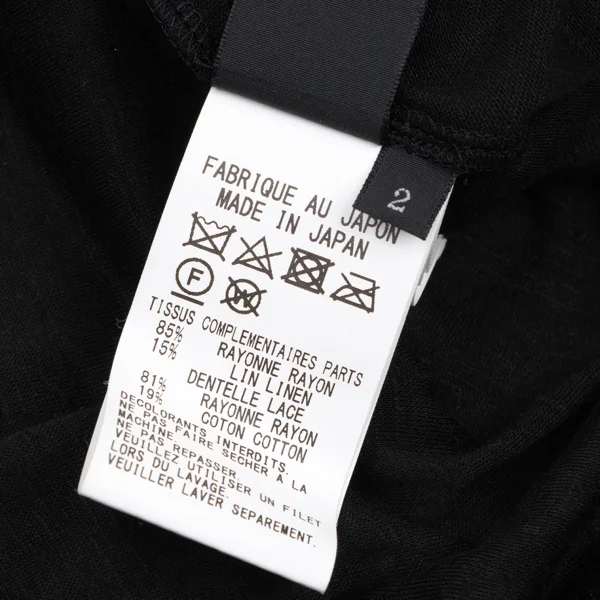 2
FABRIQUE AU JAPON
MADE IN JAPAN
F
W
TISSUS COMPLEMENTAIRES PARTS
85% RAYONNE RAYON
15% LIN LINEN
DENTELLE LACE
81% RAYONNE RAYON
19% COTON COTTON
DECOLORANTS INTERDITS.
NE PAS FAIRE SECHER A LA
MACHINE.
NE PAS REPASSER.
VEUILLEZ UTILISER UN FILET
LORS DU LAVAGE.
VEUILLER LAVER SEPAREMENT.